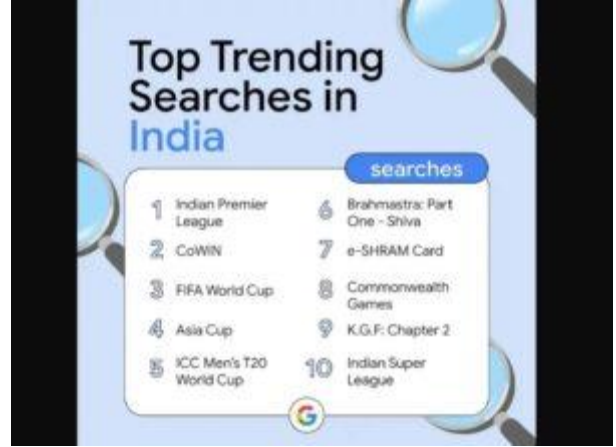 Top Trending
Searches in
India
searches
1 Indian Premier
League
2 CoWIN
3 FIFA World Cup
4 Asia Cup
5 ICC Men's T20
World Cup
6 Brahmastra: Part
One - Shiva
7 e-SHRAM Card
8 Commonwealth
Games
9 K.G.F: Chapter 2
10 Indian Super
League
G